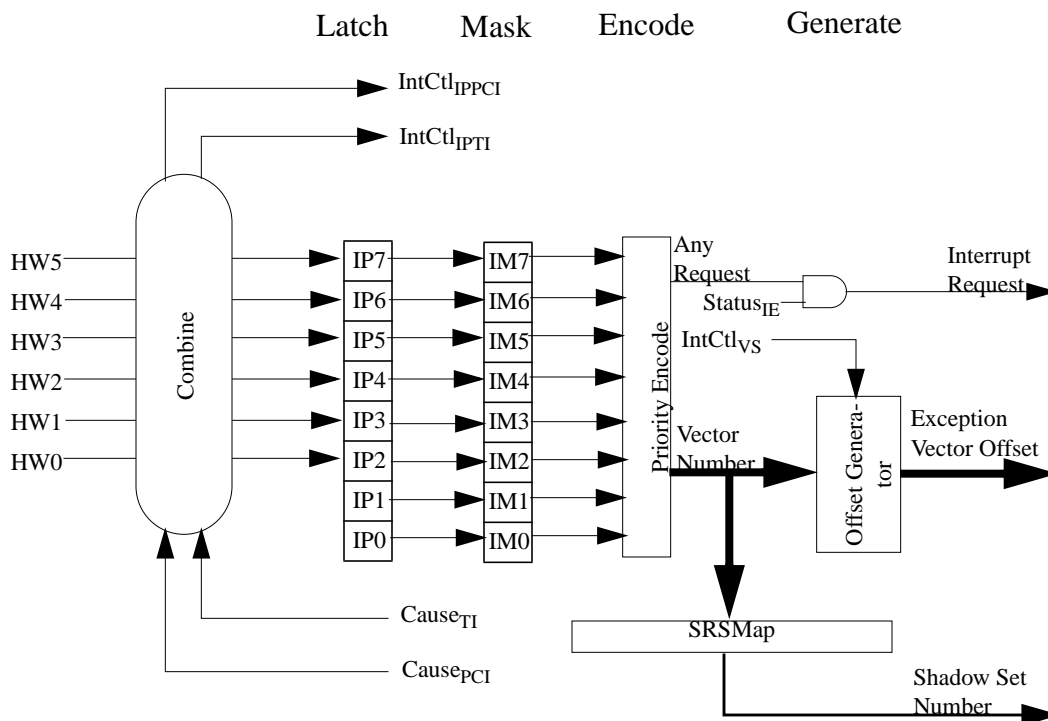 Latch Mask Encode Generate
IntCtlIPPCI
IntCtlIPTI
HW5
HW4
HW3
HW2
HW1
HW0
Combine
IP7
IP6
IP5
IP4
IP3
IP2
IP1
IP0
IM7
IM6
IM5
IM4
IM3
IM2
IM1
IM0
Priority Encode
Any
Request
StatusIE
Interrupt
Request
IntCtlVS
Vector
Number
Offset Genera-
tor
Exception
Vector Offset
CauseTI
CausePCI
SRSMap
Shadow Set
Number